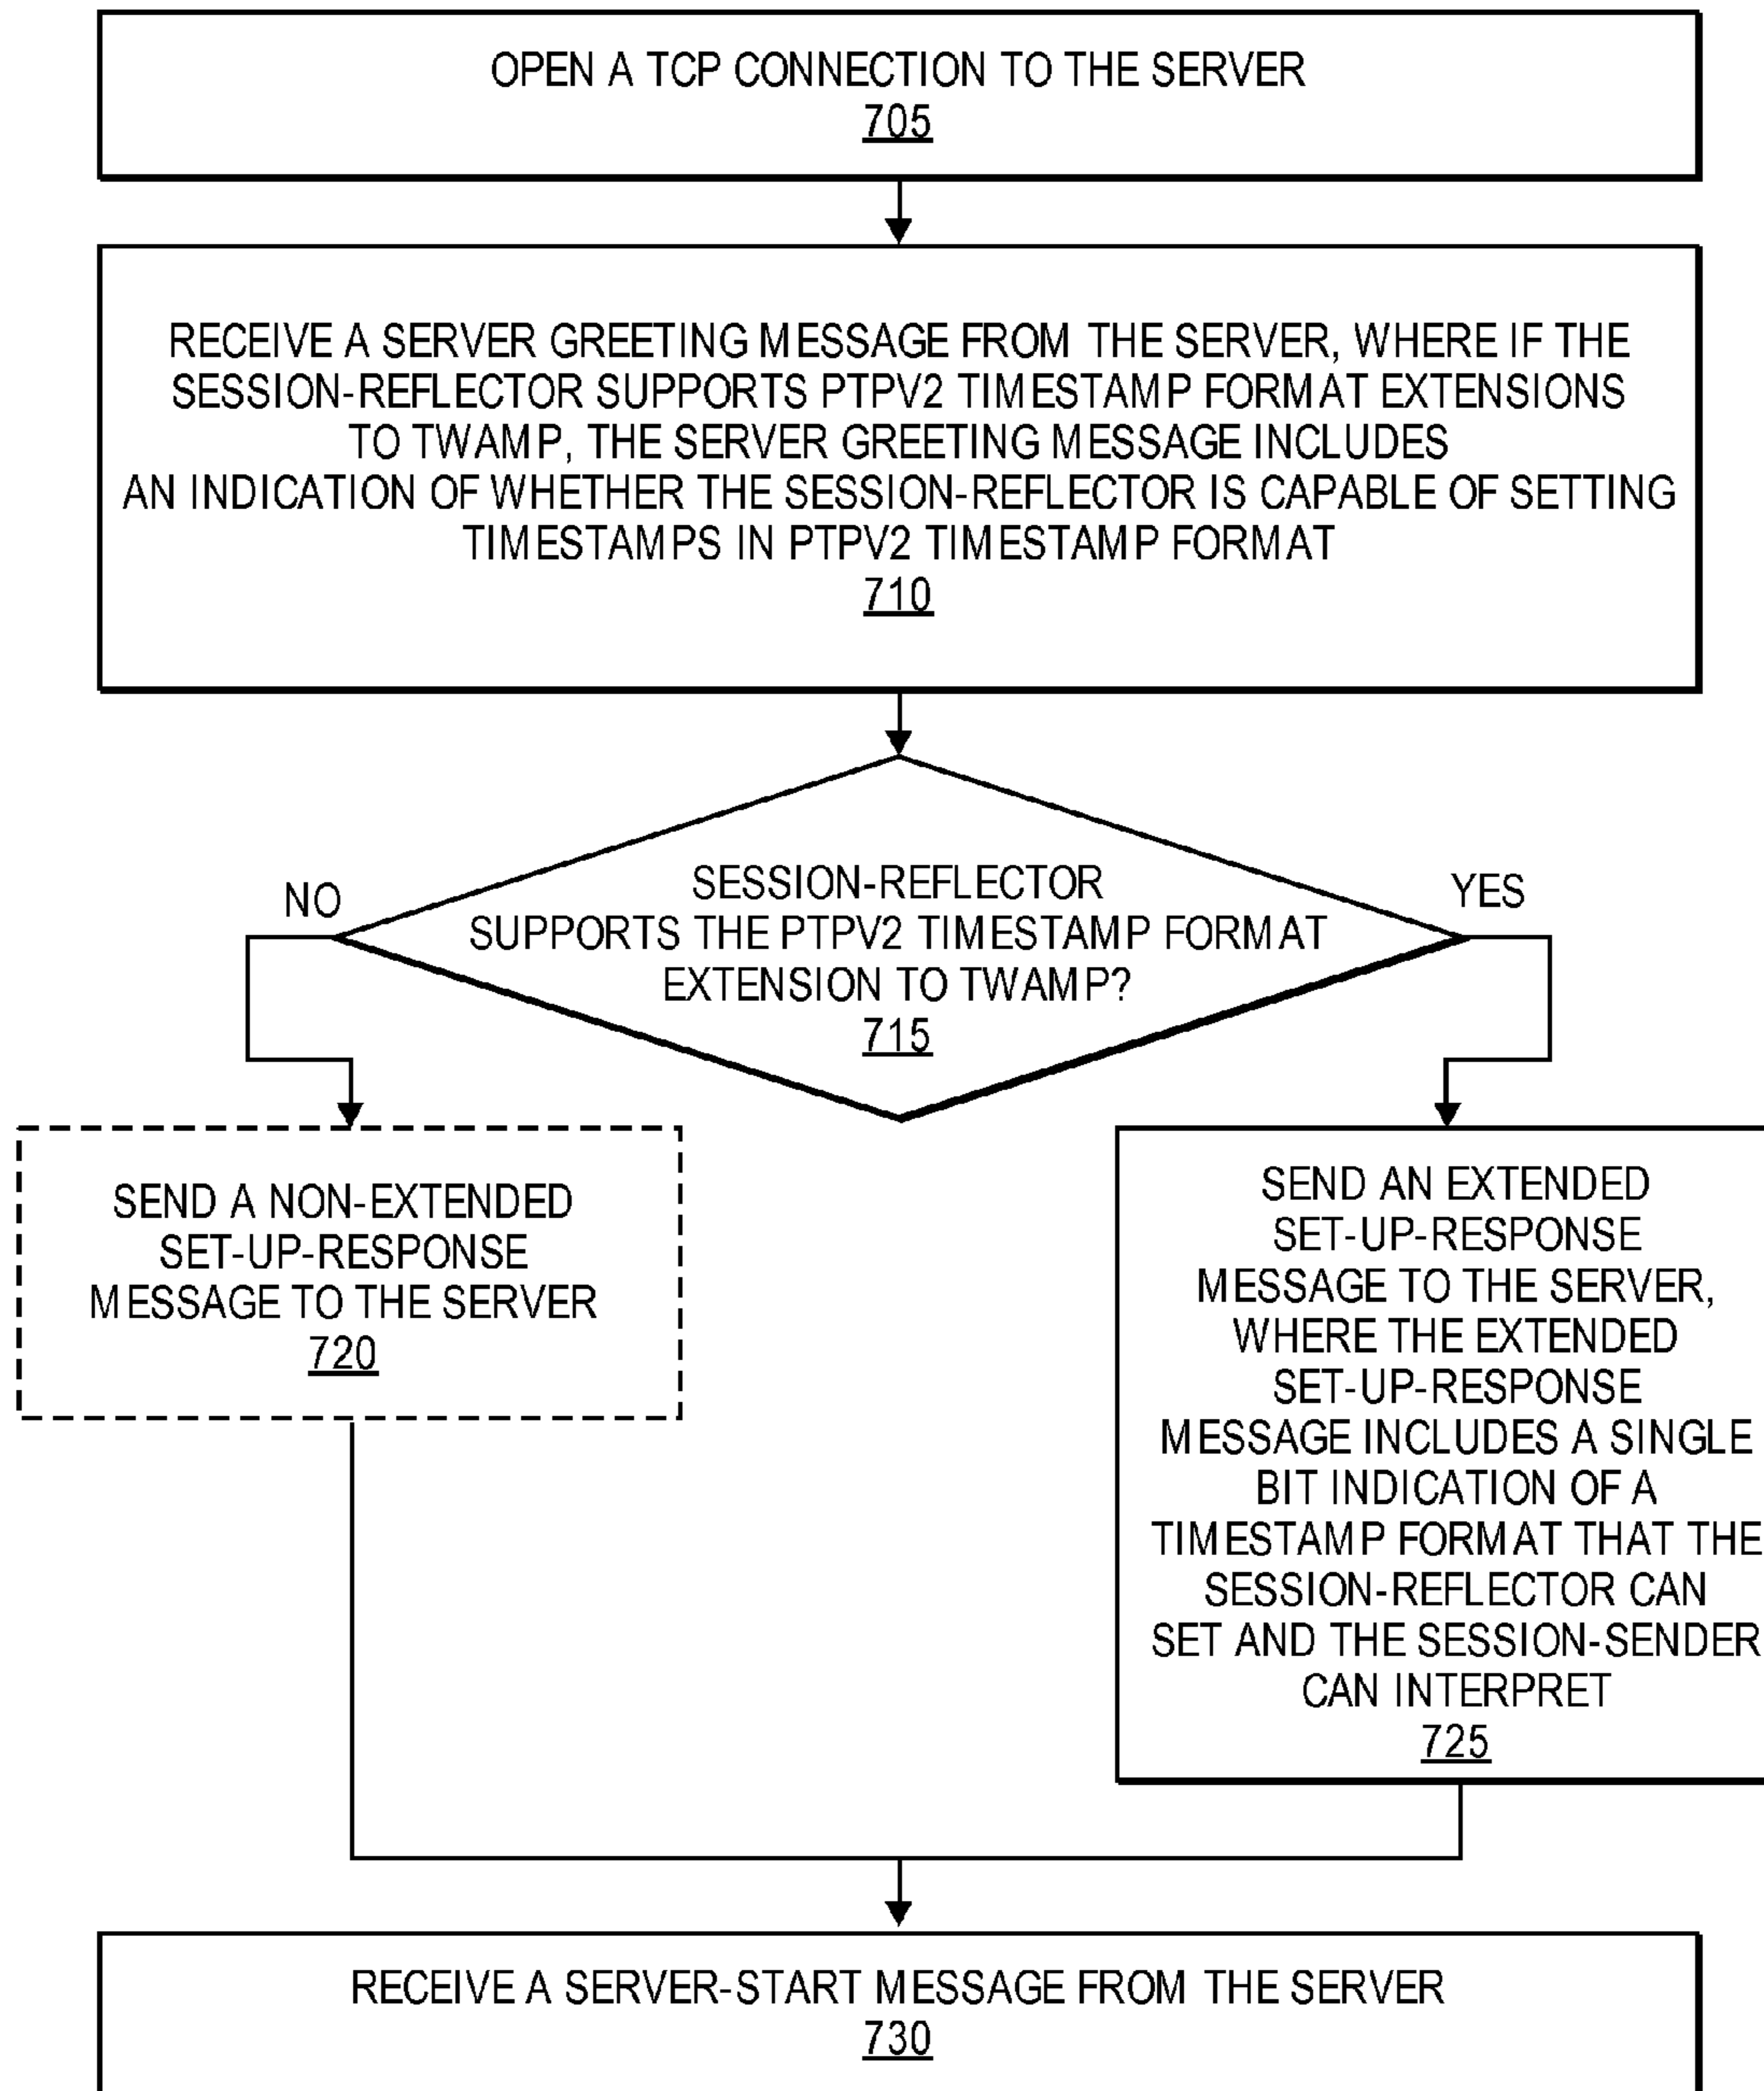 OPEN A TCP CONNECTION TO THE SERVER
705
RECEIVE A SERVER GREETING MESSAGE FROM THE SERVER, WHERE IF THE
SESSION-REFLECTOR SUPPORTS PTPV2 TIMESTAMP FORMAT EXTENSIONS
TO TWAMP, THE SERVER GREETING MESSAGE INCLUDES
AN INDICATION OF WHETHER THE SESSION-REFLECTOR IS CAPABLE OF SETTING
TIMESTAMPS IN PTPV2 TIMESTAMP FORMAT
710
SESSION-REFLECTOR
SUPPORTS THE PTPV2 TIMESTAMP FORMAT
EXTENSION TO TWAMP?
715
NO
YES
SEND A NON-EXTENDED
SET-UP-RESPONSE
MESSAGE TO THE SERVER
720
SEND AN EXTENDED
SET-UP-RESPONSE
MESSAGE TO THE SERVER,
WHERE THE EXTENDED
SET-UP-RESPONSE
MESSAGE INCLUDES A SINGLE
BIT INDICATION OF A
TIMESTAMP FORMAT THAT THE
SESSION-REFLECTOR CAN
SET AND THE SESSION-SENDER
CAN INTERPRET
725
RECEIVE A SERVER-START MESSAGE FROM THE SERVER
730